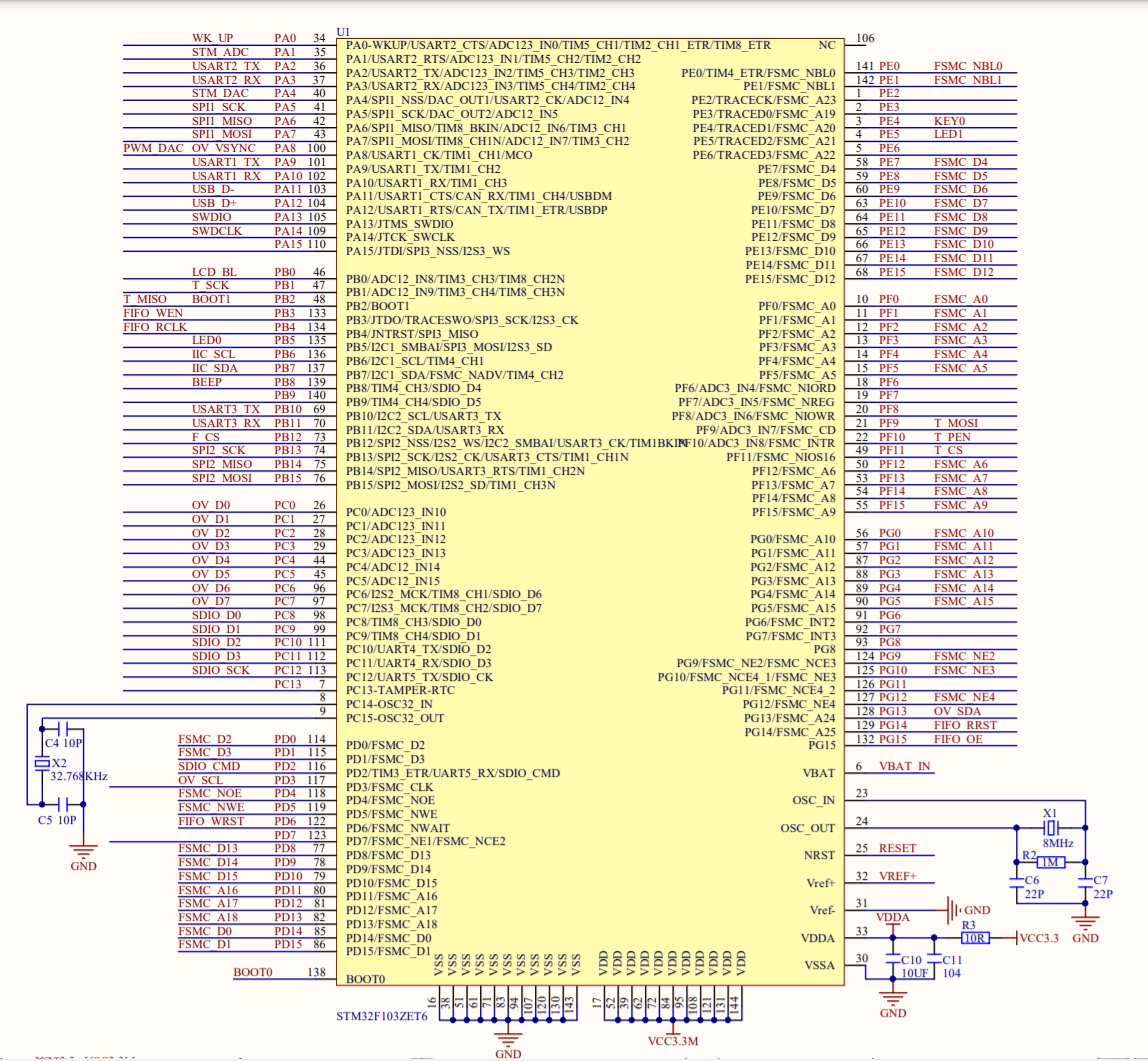 U1
WK_UP PA0 34 PA0-WKUP/USART2_CTS/ADC123_IN0/TIM5_CH1/TIM2_CH1_ETR/TIM8_ETR
STM_ADC PA1 35 PA1/USART2_RTS/ADC123_IN1/TIM5_CH2/TIM2_CH2
USART2_TX PA2 36 PA2/USART2_TX/ADC123_IN2/TIM5_CH3/TIM2_CH3
USART2_RX PA3 37 PA3/USART2_RX/ADC123_IN3/TIM5_CH4/TIM2_CH4
STM_DAC PA4 40 PA4/SPI1_NSS/DAC_OUT1/USART2_CK/ADC12_IN4
SPI1_SCK PA5 41 PA5/SPI1_SCK/DAC_OUT2/ADC12_IN5
SPI1_MISO PA6 42 PA6/SPI1_MISO/TIM8_BKIN/ADC12_IN6/TIM3_CH1
SPI1_MOSI PA7 43 PA7/SPI1_MOSI/TIM8_CH1N/ADC12_IN7/TIM3_CH2
PWM_DAC OV_VSYNC PA8 100 PA8/USART1_CK/TIM1_CH1/MCO
USART1_TX PA9 101 PA9/USART1_TX/TIM1_CH2
USART1_RX PA10 102 PA10/USART1_RX/TIM1_CH3
USB_D- PA11 103 PA11/USART1_CTS/CAN_RX/TIM1_CH4/USBDM
USB_D+ PA12 104 PA12/USART1_RTS/CAN_TX/TIM1_ETR/USBDP
SWDIO PA13 105 PA13/JTMS_SWDIO
SWDCLK PA14 109 PA14/JTCK_SWCLK
PA15 110 PA15/JTDI/SPI3_NSS/I2S3_WS
LCD_BL PB0 46 PB0/ADC12_IN8/TIM3_CH3/TIM8_CH2N
T_SCK PB1 47 PB1/ADC12_IN9/TIM3_CH4/TIM8_CH3N
T_MISO BOOT1 PB2 48 PB2/BOOT1
FIFO_WEN PB3 133 PB3/JTDO/TRACESWO/SPI3_SCK/I2S3_CK
FIFO_RCLK PB4 134 PB4/JNTRST/SPI3_MISO
LED0 PB5 135 PB5/I2C1_SMBAI/SPI3_MOSI/I2S3_SD
IIC_SCL PB6 136 PB6/I2C1_SCL/TIM4_CH1
IIC_SDA PB7 137 PB7/I2C1_SDA/FSMC_NADV/TIM4_CH2
BEEP PB8 139 PB8/TIM4_CH3/SDIO_D4
PB9 140 PB9/TIM4_CH4/SDIO_D5
USART3_TX PB10 69 PB10/I2C2_SCL/USART3_TX
USART3_RX PB11 70 PB11/I2C2_SDA/USART3_RX
F_CS PB12 73 PB12/SPI2_NSS/I2S2_WS/I2C2_SMBAI/USART3_CK/TIM1BKIN
SPI2_SCK PB13 74 PB13/SPI2_SCK/I2S2_CK/USART3_CTS/TIM1_CH1N
SPI2_MISO PB14 75 PB14/SPI2_MISO/USART3_RTS/TIM1_CH2N
SPI2_MOSI PB15 76 PB15/SPI2_MOSI/I2S2_SD/TIM1_CH3N
OV_D0 PC0 26 PC0/ADC123_IN10
OV_D1 PC1 27 PC1/ADC123_IN11
OV_D2 PC2 28 PC2/ADC123_IN12
OV_D3 PC3 29 PC3/ADC123_IN13
OV_D4 PC4 44 PC4/ADC12_IN14
OV_D5 PC5 45 PC5/ADC12_IN15
OV_D6 PC6 96 PC6/I2S2_MCK/TIM8_CH1/SDIO_D6
OV_D7 PC7 97 PC7/I2S3_MCK/TIM8_CH2/SDIO_D7
SDIO_D0 PC8 98 PC8/TIM8_CH3/SDIO_D0
SDIO_D1 PC9 99 PC9/TIM8_CH4/SDIO_D1
SDIO_D2 PC10 111 PC10/UART4_TX/SDIO_D2
SDIO_D3 PC11 112 PC11/UART4_RX/SDIO_D3
SDIO_SCK PC12 113 PC12/UART5_TX/SDIO_CK
PC13 7 PC13-TAMPER-RTC
8 PC14-OSC32_IN
9 PC15-OSC32_OUT
C4 10P
X2
32.768KHz
C5 10P
GND
FSMC_D2 PD0 114 PD0/FSMC_D2
FSMC_D3 PD1 115 PD1/FSMC_D3
SDIO_CMD PD2 116 PD2/TIM3_ETR/UART5_RX/SDIO_CMD
OV_SCL PD3 117 PD3/FSMC_CLK
FSMC_NOE PD4 118 PD4/FSMC_NOE
FSMC_NWE PD5 119 PD5/FSMC_NWE
FIFO_WRST PD6 122 PD6/FSMC_NWAIT
PD7 123 PD7/FSMC_NE1/FSMC_NCE2
FSMC_D13 PD8 77 PD8/FSMC_D13
FSMC_D14 PD9 78 PD9/FSMC_D14
FSMC_D15 PD10 79 PD10/FSMC_D15
FSMC_A16 PD11 80 PD11/FSMC_A16
FSMC_A17 PD12 81 PD12/FSMC_A17
FSMC_A18 PD13 82 PD13/FSMC_A18
FSMC_D0 PD14 85 PD14/FSMC_D0
FSMC_D1 PD15 86 PD15/FSMC_D1
BOOT0 138 BOOT0
NC 106
PE0/TIM4_ETR/FSMC_NBL0 141 PE0 FSMC_NBL0
PE1/FSMC_NBL1 142 PE1 FSMC_NBL1
PE2/TRACECK/FSMC_A23 1 PE2
PE3/TRACED0/FSMC_A19 2 PE3
PE4/TRACED1/FSMC_A20 3 PE4 KEY0
PE5/TRACED2/FSMC_A21 4 PE5 LED1
PE6/TRACED3/FSMC_A22 5 PE6
PE7/FSMC_D4 58 PE7 FSMC_D4
PE8/FSMC_D5 59 PE8 FSMC_D5
PE9/FSMC_D6 60 PE9 FSMC_D6
PE10/FSMC_D7 63 PE10 FSMC_D7
PE11/FSMC_D8 64 PE11 FSMC_D8
PE12/FSMC_D9 65 PE12 FSMC_D9
PE13/FSMC_D10 66 PE13 FSMC_D10
PE14/FSMC_D11 67 PE14 FSMC_D11
PE15/FSMC_D12 68 PE15 FSMC_D12
PF0/FSMC_A0 10 PF0 FSMC_A0
PF1/FSMC_A1 11 PF1 FSMC_A1
PF2/FSMC_A2 12 PF2 FSMC_A2
PF3/FSMC_A3 13 PF3 FSMC_A3
PF4/FSMC_A4 14 PF4 FSMC_A4
PF5/FSMC_A5 15 PF5 FSMC_A5
PF6/ADC3_IN4/FSMC_NIORD 18 PF6
PF7/ADC3_IN5/FSMC_NREG 19 PF7
PF8/ADC3_IN6/FSMC_NIOWR 20 PF8
PF9/ADC3_IN7/FSMC_CD 21 PF9 T_MOSI
PF10/ADC3_IN8/FSMC_INTR 22 PF10 T_PEN
PF11/FSMC_NIOS16 49 PF11 T_CS
PF12/FSMC_A6 50 PF12 FSMC_A6
PF13/FSMC_A7 53 PF13 FSMC_A7
PF14/FSMC_A8 54 PF14 FSMC_A8
PF15/FSMC_A9 55 PF15 FSMC_A9
PG0/FSMC_A10 56 PG0 FSMC_A10
PG1/FSMC_A11 57 PG1 FSMC_A11
PG2/FSMC_A12 87 PG2 FSMC_A12
PG3/FSMC_A13 88 PG3 FSMC_A13
PG4/FSMC_A14 89 PG4 FSMC_A14
PG5/FSMC_A15 90 PG5 FSMC_A15
PG6/FSMC_INT2 91 PG6
PG7/FSMC_INT3 92 PG7
PG8 93 PG8
PG9/FSMC_NE2/FSMC_NCE3 124 PG9 FSMC_NE2
PG10/FSMC_NCE4_1/FSMC_NE3 125 PG10 FSMC_NE3
PG11/FSMC_NCE4_2 126 PG11
PG12/FSMC_NE4 127 PG12 FSMC_NE4
PG13/FSMC_A24 128 PG13 OV_SDA
PG14/FSMC_A25 129 PG14 FIFO_RRST
PG15 132 PG15 FIFO_OE
VBAT 6 VBAT_IN
OSC_IN 23
OSC_OUT 24
X1
8MHz
NRST 25 RESET
R2 1M
Vref+ 32 VREF+
C6 22P
C7 22P
Vref- 31 GND
VDDA
VDDA 33
R3 10R VCC3.3
GND
VSSA 30
C10 10UF
C11 104
GND
VSS VSS VSS VSS VSS VSS VSS VSS VSS VSS VSS
VDD VDD VDD VDD VDD VDD VDD VDD VDD VDD VDD
16 38 51 61 71 83 94 107 120 130 143
17 52 39 62 72 84 95 108 121 131 144
STM32F103ZET6
GND
VCC3.3M